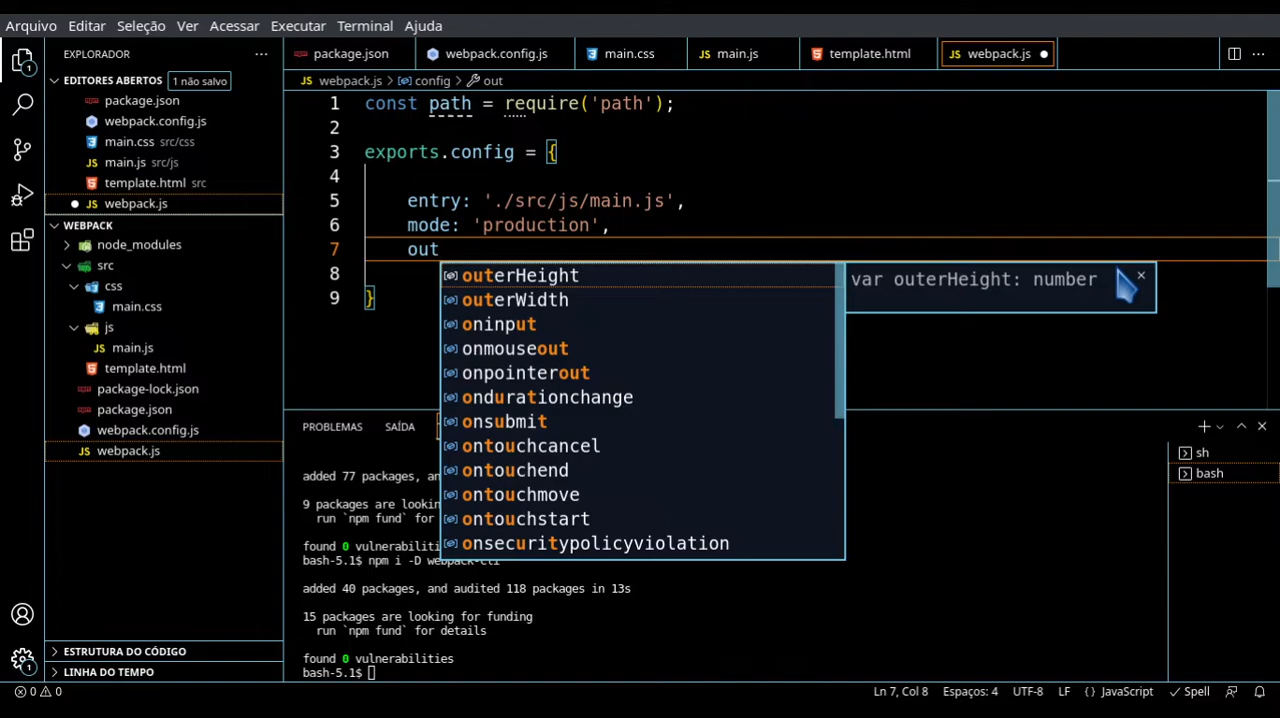 Arquivo Editar Seleção Ver Acessar Executar Terminal Ajuda
EXPLORADOR
package.json webpack.config.js main.css main.js template.html webpack.js
EDITORES ABERTOS 1 não salvo
package.json
webpack.config.js
main.css src/css
main.js src/js
template.html src
webpack.js
WEBPACK
node_modules
src
css
main.css
js
main.js
template.html
package-lock.json
package.json
webpack.config.js
webpack.js
ESTRUTURA DO CÓDIGO
LINHA DO TEMPO
webpack.js > config > out
1 const path = require('path');
2
3 exports.config = {
4
5 entry: './src/js/main.js',
6 mode: 'production',
7 out
8
9 }
outerHeight
outerWidth
oninput
onmouseout
onpointerout
ondurationchange
onsubmit
ontouchcancel
ontouchend
ontouchmove
ontouchstart
onsecuritypolicyviolation
var outerHeight: number
PROBLEMAS SAÍDA
added 77 packages, an
9 packages are lookin
run `npm fund` for
found 0 vulnerabiliti
bash-5.1$ npm i -D webpack-cli
added 40 packages, and audited 118 packages in 13s
15 packages are looking for funding
run `npm fund` for details
found 0 vulnerabilities
bash-5.1$
sh
bash
0 0 Ln 7, Col 8 Espaços: 4 UTF-8 LF {} JavaScript Spell